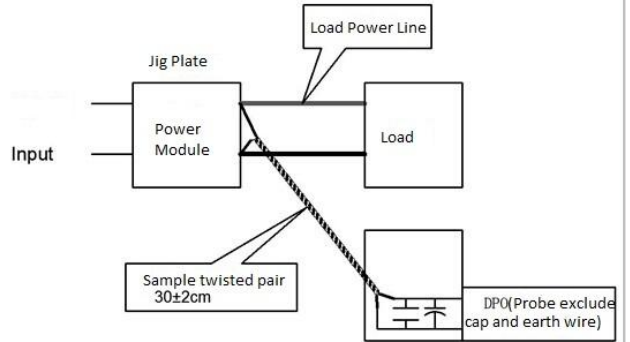 Load Power Line
Jig Plate
Power
Module
Load
Input
Sample twisted pair
30±2cm
DPO(Probe exclude
cap and earth wire)